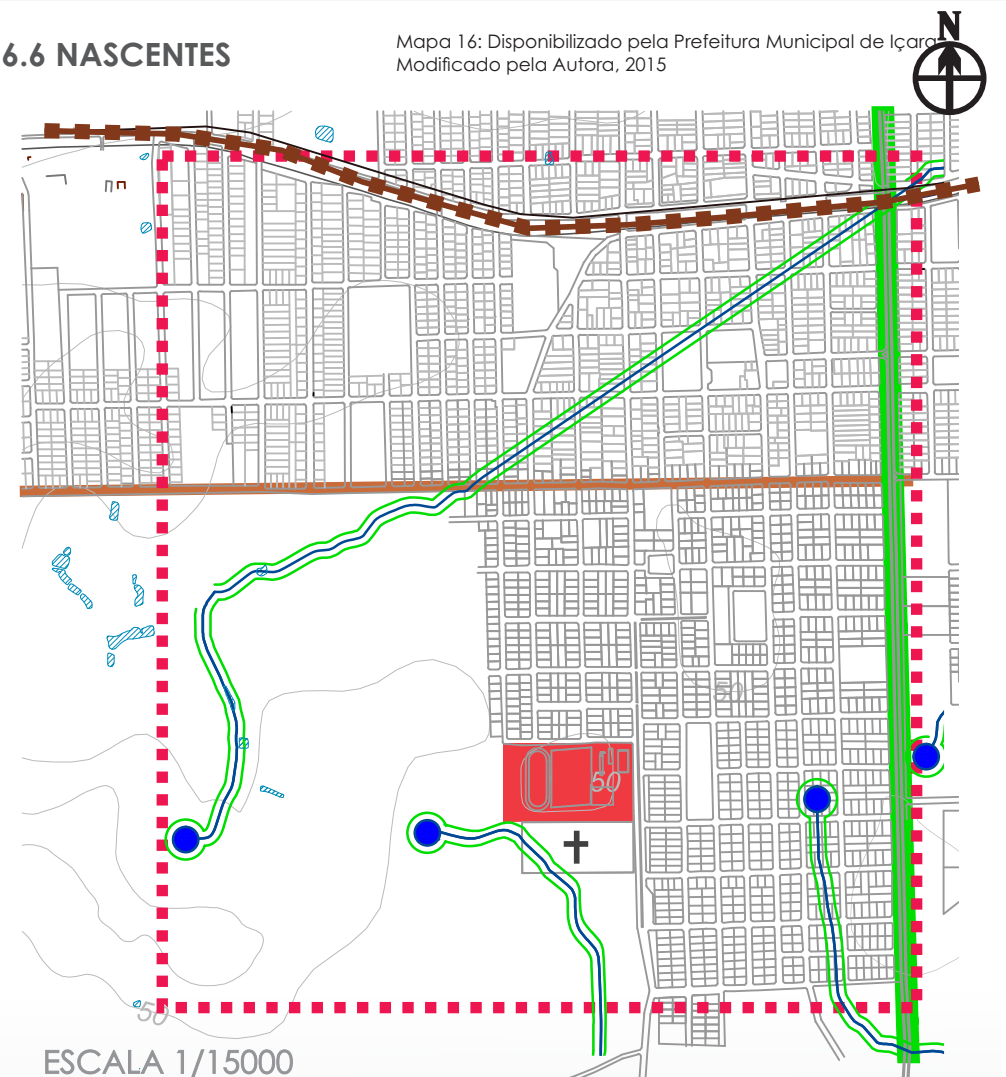 N
6.6 NASCENTES
Mapa 16: Disponibilizado pela Prefeitura Municipal de Içara
Modificado pela Autora, 2015
50
50
50
ESCALA 1/15000